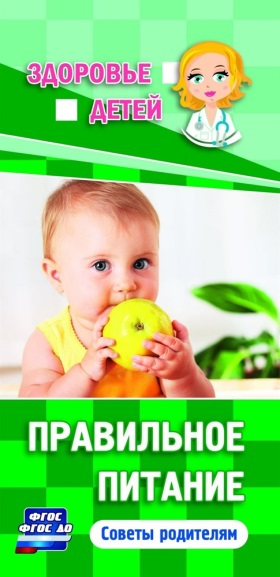 ЗДОРОВЬЕ
ДЕТЕЙ
ПРАВИЛЬНОЕ
ПИТАНИЕ
ФГОС
ФГОС ДО
Советы родителям